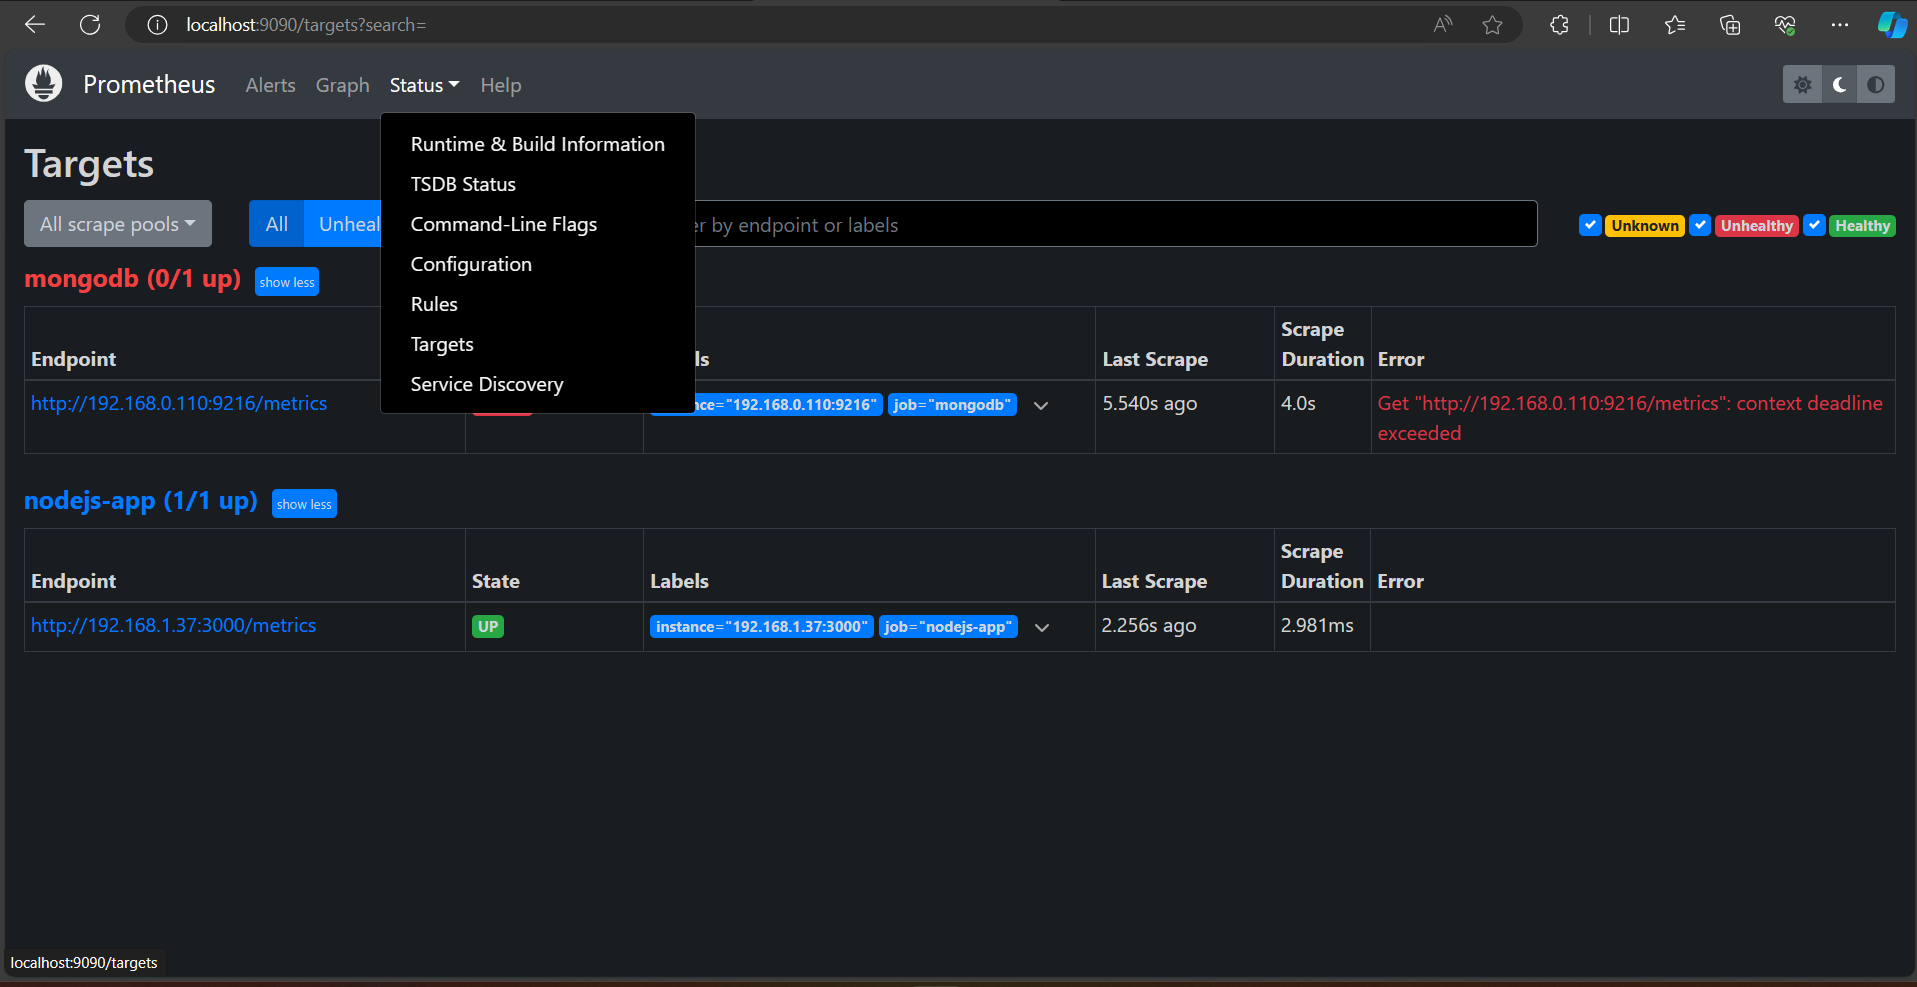 localhost:9090/targets?search=
Prometheus Alerts Graph Status Help
Runtime & Build Information
TSDB Status
Command-Line Flags
Configuration
Rules
Targets
Service Discovery
Targets
All scrape pools All Unheal er by endpoint or labels Unknown Unhealthy Healthy
mongodb (0/1 up) show less
Endpoint ls Last Scrape Scrape Duration Error
http://192.168.0.110:9216/metrics nce="192.168.0.110:9216" job="mongodb" 5.540s ago 4.0s Get "http://192.168.0.110:9216/metrics": context deadline
exceeded
nodejs-app (1/1 up) show less
Endpoint State Labels Last Scrape Scrape Duration Error
http://192.168.1.37:3000/metrics UP instance="192.168.1.37:3000" job="nodejs-app" 2.256s ago 2.981ms
localhost:9090/targets